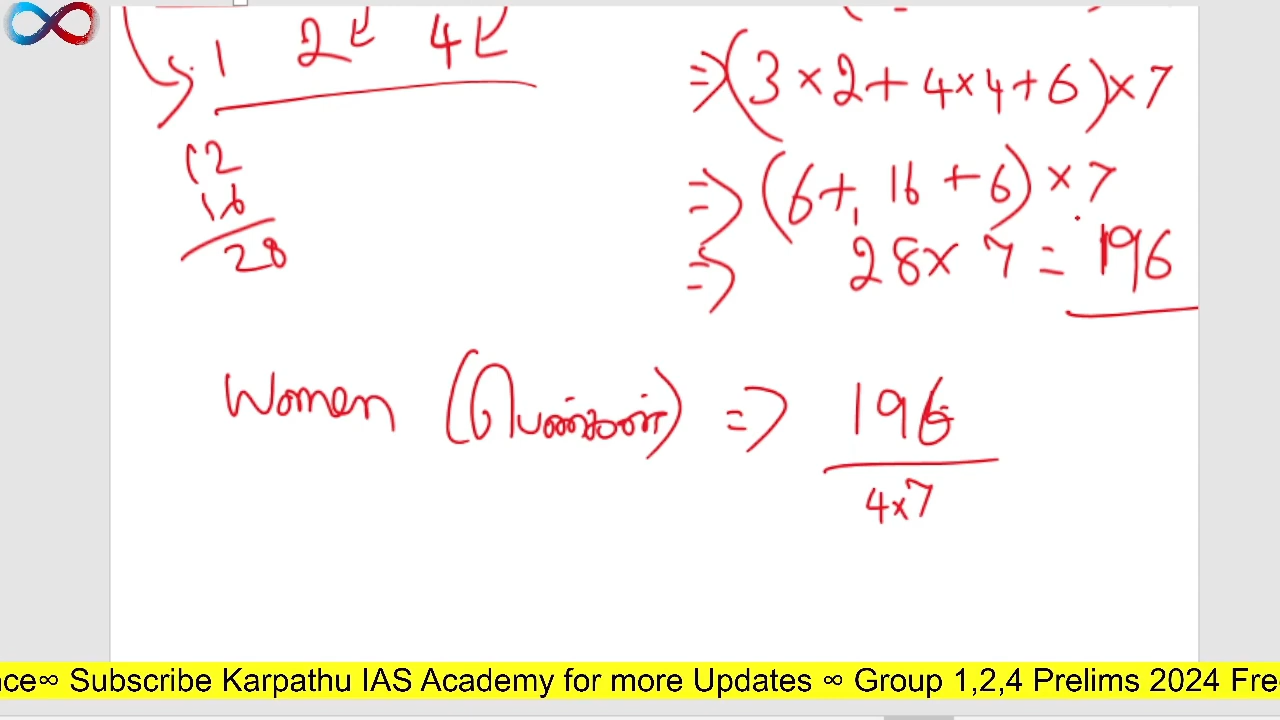 1 2 4
⇒ (3 × 2 + 4 × 4 + 6) × 7
12
16
28
⇒ (6 + 16 + 6) × 7
⇒ 28 × 7 = 196
Women (பெண்கள்) ⇒ 196
4 × 7
nce∞ Subscribe Karpathu IAS Academy for more Updates ∞ Group 1,2,4 Prelims 2024 Fre